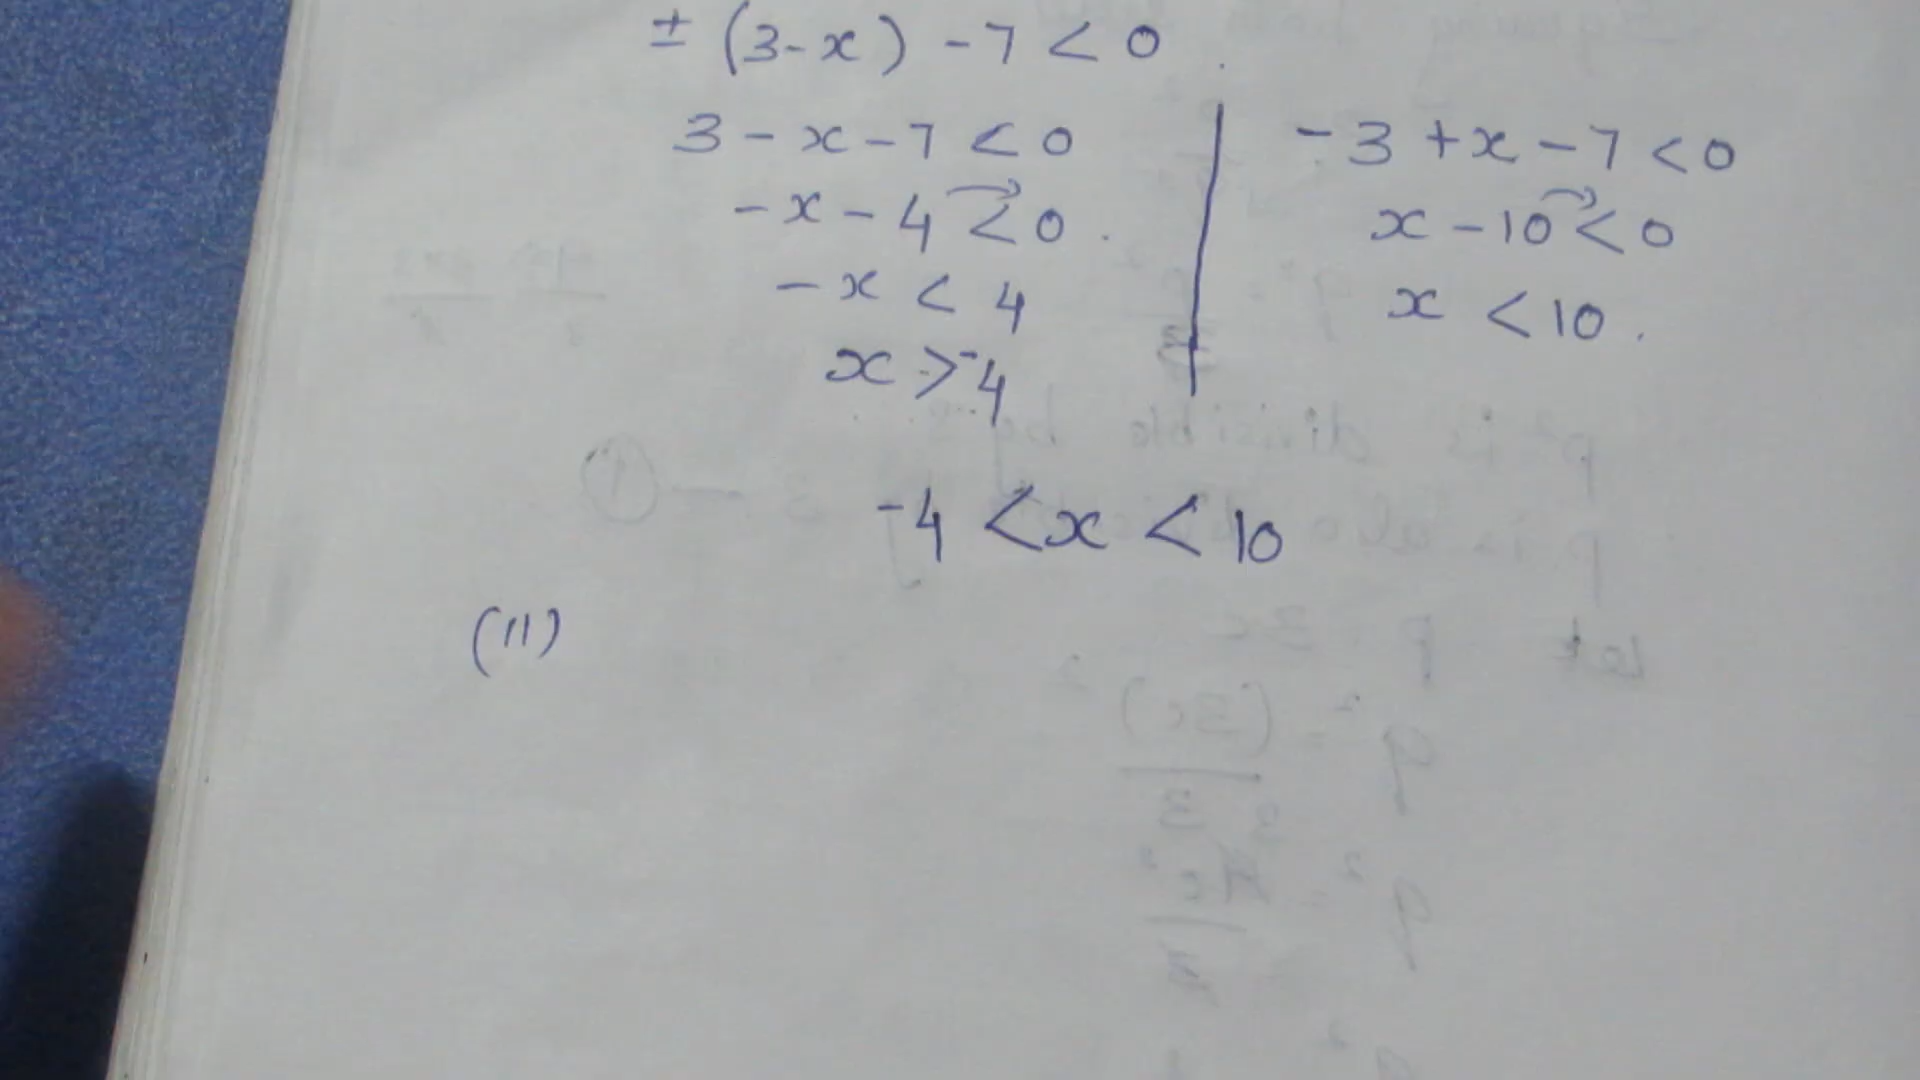 ± (3-x) - 7 < 0
3 - x - 7 < 0
-x - 4 < 0
-x < 4
x > -4
-3 + x - 7 < 0
x - 10 < 0
x < 10.
-4 < x < 10
(11)